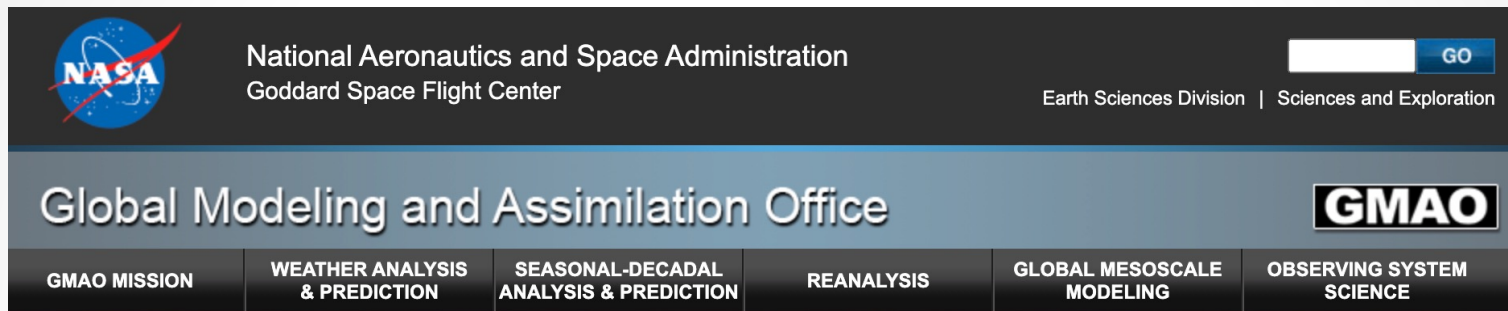 NASA
National Aeronautics and Space Administration
Goddard Space Flight Center
GO
Earth Sciences Division | Sciences and Exploration
Global Modeling and Assimilation Office
GMAO
GMAO MISSION
WEATHER ANALYSIS
& PREDICTION
SEASONAL-DECADAL
ANALYSIS & PREDICTION
REANALYSIS
GLOBAL MESOSCALE
MODELING
OBSERVING SYSTEM
SCIENCE